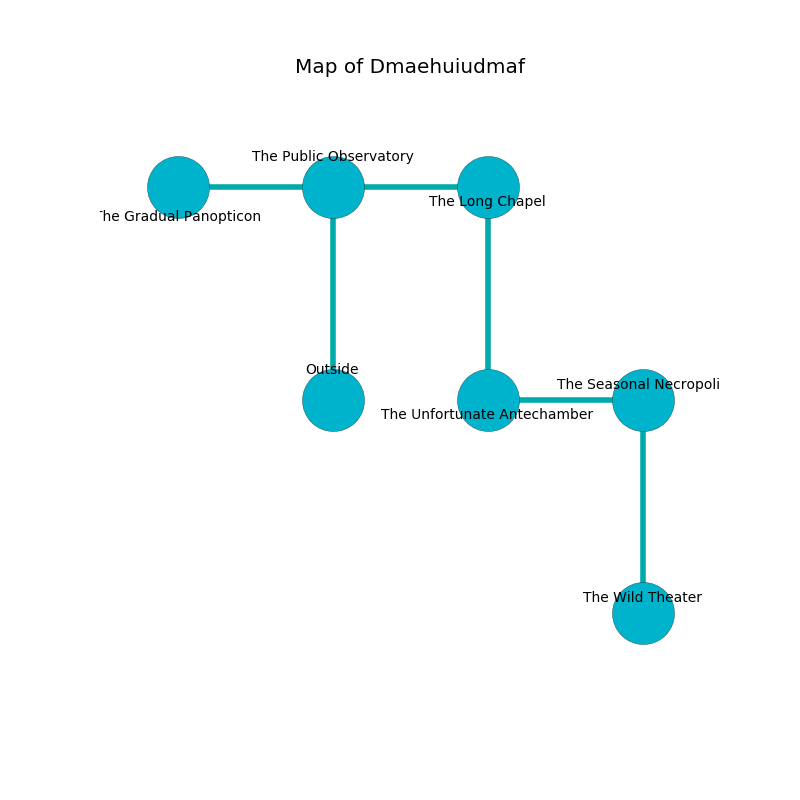 Map of Dmaehuiudmaf
The Public Observatory
The Long Chapel
he Gradual Panopticon
Outside
The Seasonal Necropoli
The Unfortunate Antechamber
The Wild Theater